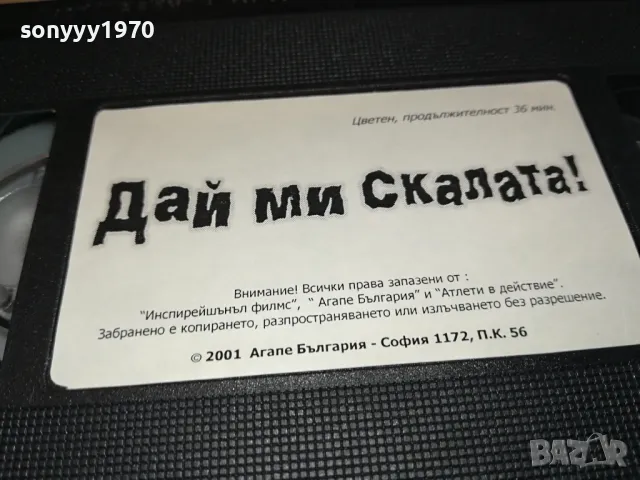 sonyyy1970
Цветен, продължителност 36 мин.
Дай ми скалата!
Внимание! Всички права запазени от :
"Инспирейшънъл филмс", " Агапе България" и "Атлети в действие".
Забранено е копирането, разпространяването или излъчването без разрешение.
© 2001 Агапе България - София 1172, П.К. 56
BAZAR